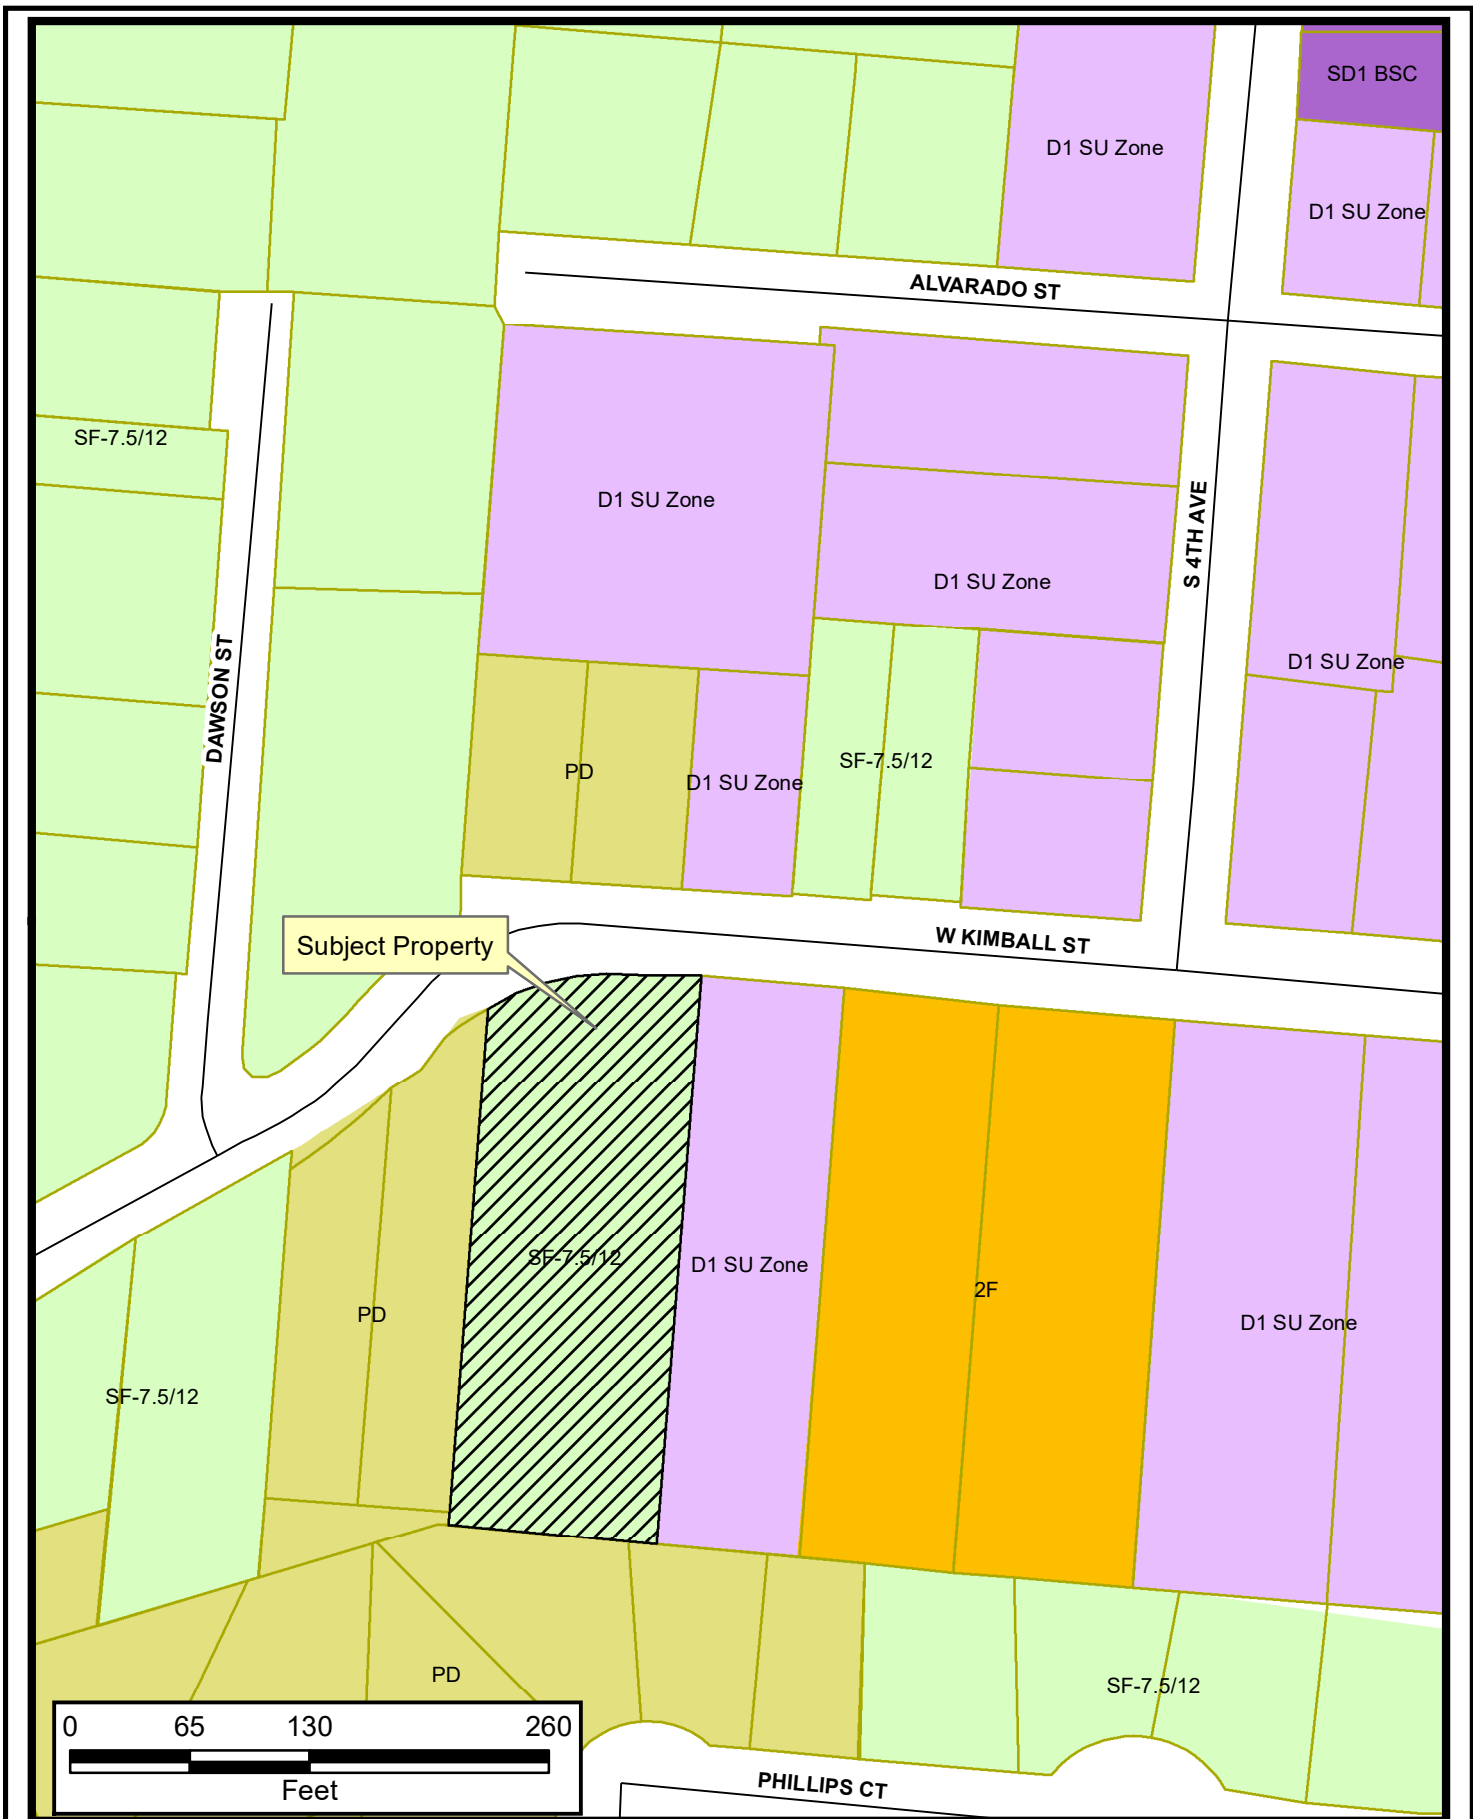 SD1 BSC
D1 SU Zone
D1 SU Zone
ALVARADO ST
SF-7.5/12
D1 SU Zone
S 4TH AVE
D1 SU Zone
DAWSON ST
D1 SU Zone
PD
D1 SU Zone
SF-7.5/12
Subject Property
W KIMBALL ST
SF-7.5/12
D1 SU Zone
2F
PD
D1 SU Zone
SF-7.5/12
PD
SF-7.5/12
0 65 130 260
Feet
PHILLIPS CT